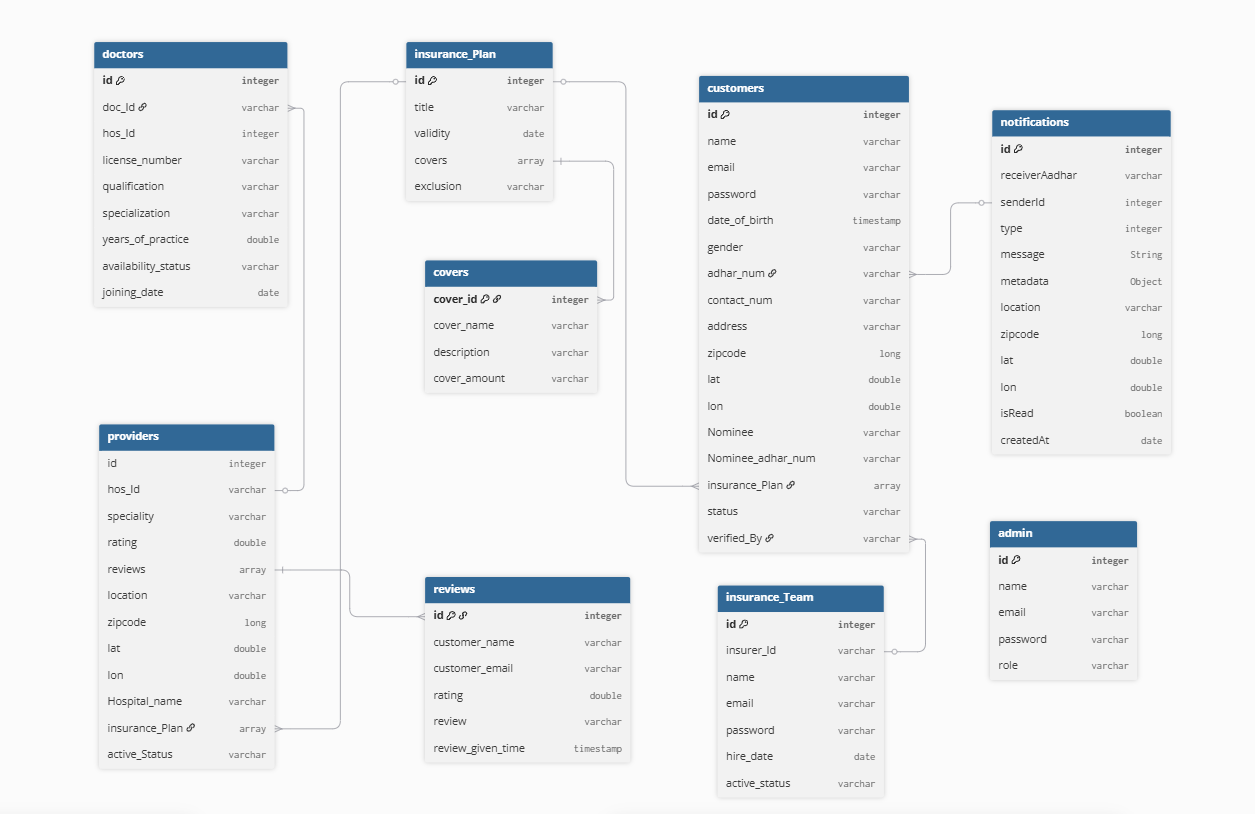 doctors
id integer
doc_Id varchar
hos_Id integer
license_number varchar
qualification varchar
specialization varchar
years_of_practice double
availability_status varchar
joining_date date
insurance_Plan
id integer
title varchar
validity date
covers array
exclusion varchar
covers
cover_id integer
cover_name varchar
description varchar
cover_amount varchar
customers
id integer
name varchar
email varchar
password varchar
date_of_birth timestamp
gender varchar
adhar_num varchar
contact_num varchar
address varchar
zipcode long
lat double
lon double
Nominee varchar
Nominee_adhar_num varchar
insurance_Plan array
status varchar
verified_By varchar
notifications
id integer
receiverAadhar varchar
senderId integer
type integer
message String
metadata Object
location varchar
zipcode long
lat double
lon double
isRead boolean
createdAt date
providers
id integer
hos_Id varchar
speciality varchar
rating double
reviews array
location varchar
zipcode long
lat double
lon double
Hospital_name varchar
insurance_Plan array
active_Status varchar
reviews
id integer
customer_name varchar
customer_email varchar
rating double
review varchar
review_given_time timestamp
insurance_Team
id integer
insurer_Id varchar
name varchar
email varchar
password varchar
hire_date date
active_status varchar
admin
id integer
name varchar
email varchar
password varchar
role varchar